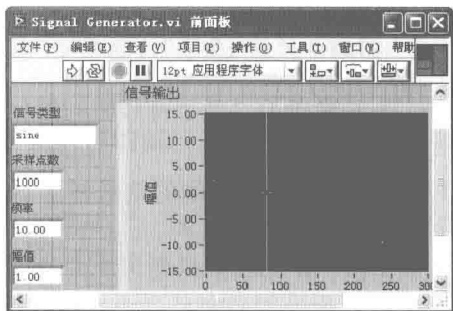 Signal Generator.vi 前面板
文件(F) 编辑(E) 查看(V) 项目(P) 操作(O) 工具(T) 窗口(W) 帮助
12pt 应用程序字体
信号输出
信号类型
sine
采样点数
1000
频率
10.00
幅值
1.00
幅值
15.00
10.00
5.00
0.00
-5.00
-10.00
-15.00
0 50 100 150 200 250 300